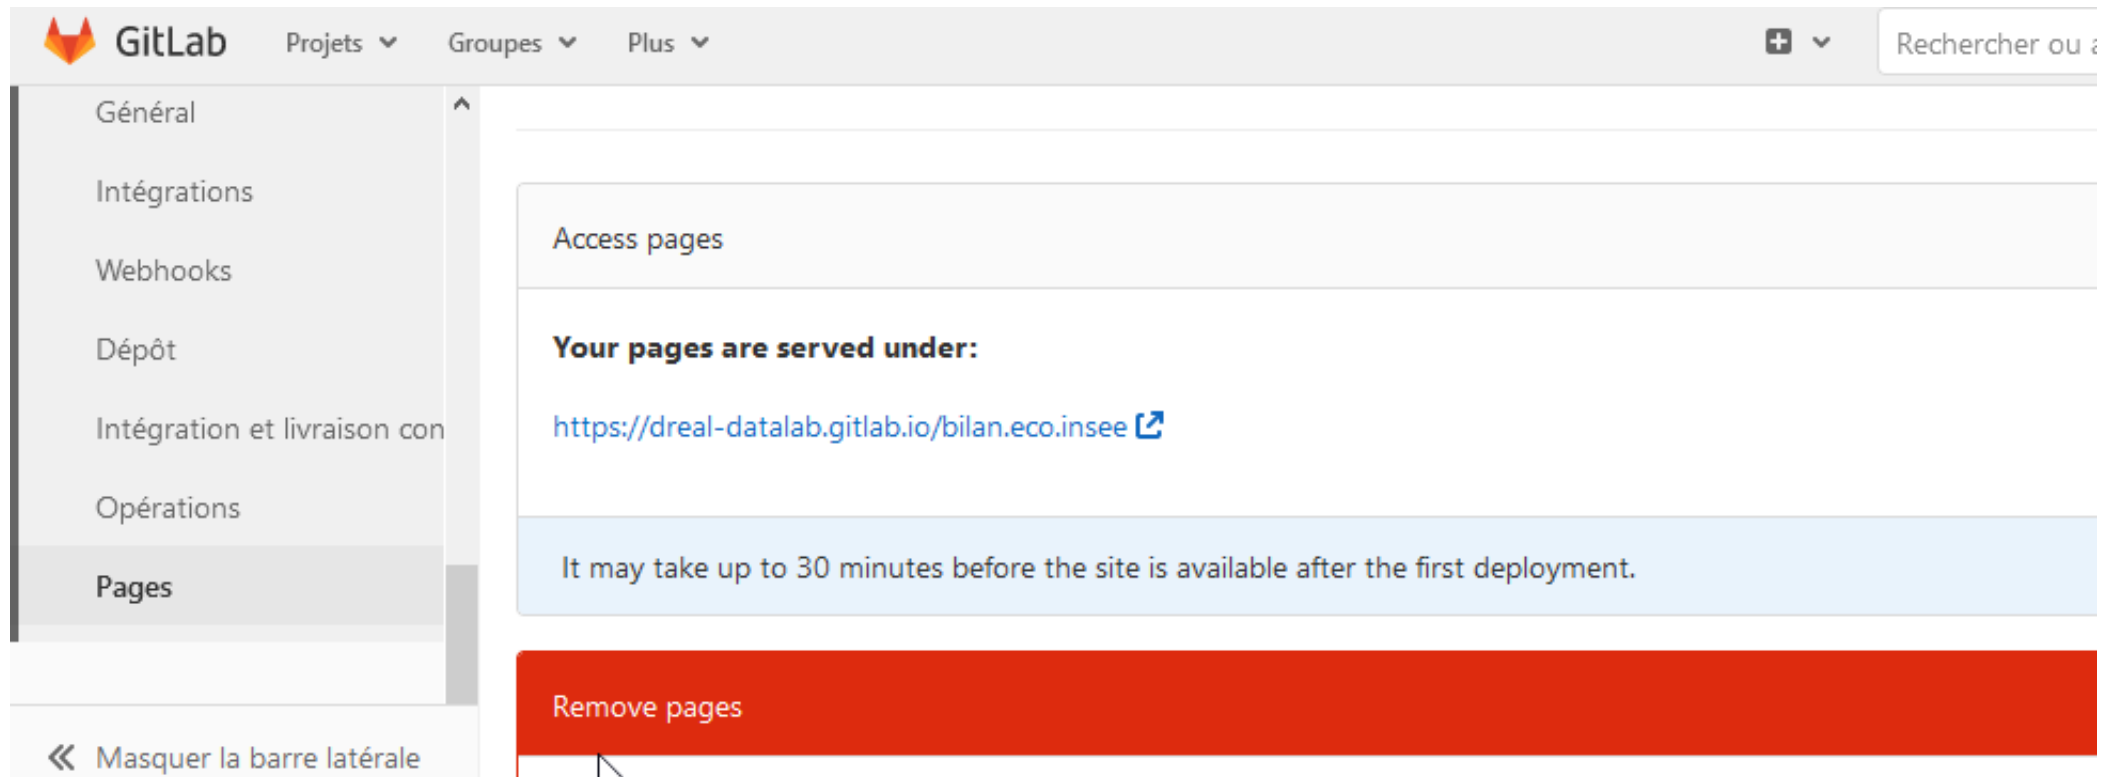 GitLab Projets Groupes Plus Rechercher ou
Général
Intégrations
Webhooks
Dépôt
Intégration et livraison con
Opérations
Pages
Masquer la barre latérale
Access pages
Your pages are served under:
https://dreal-datalab.gitlab.io/bilan.eco.insee
It may take up to 30 minutes before the site is available after the first deployment.
Remove pages